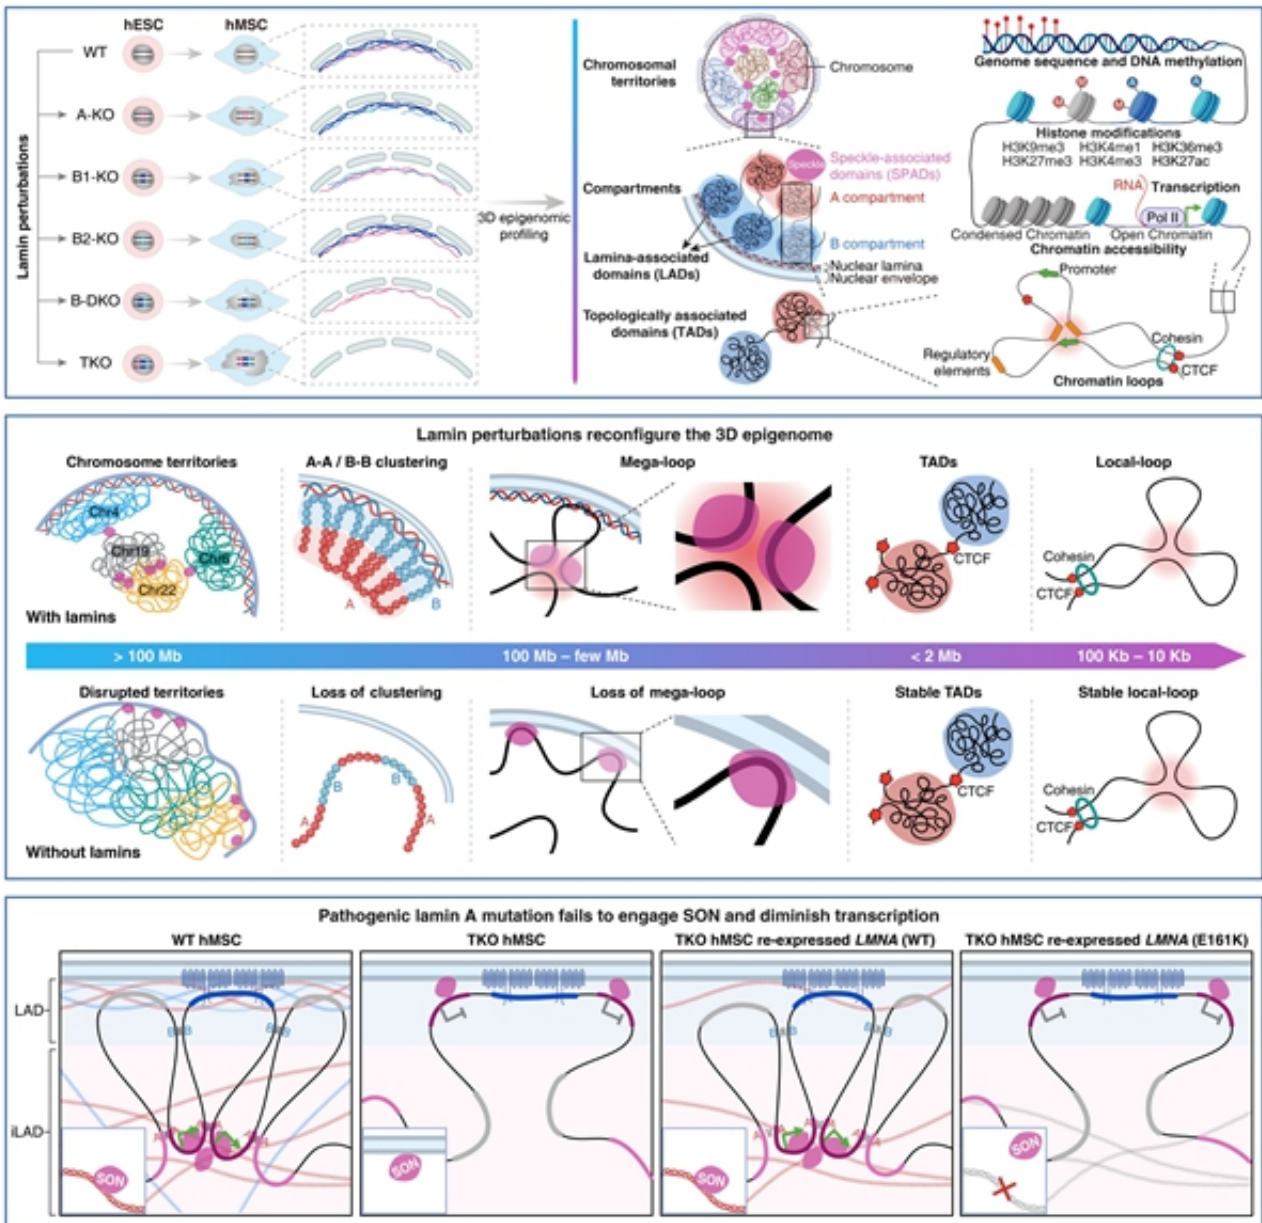 hESC
hMSC
Lamin perturbations
WT
A-KO
B1-KO
B2-KO
B-DKO
TKO
3D epigenomic
profiling
Chromosomal
territories
Chromosome
Compartments
Speckle
Speckle-associated
domains (SPADs)
A compartment
B compartment
Lamina-associated
domains (LADs)
Nuclear lamina
Nuclear envelope
Topologically associated
domains (TADs)
Genome sequence and DNA methylation
M
M
M
A
A
Histone modifications
H3K9me3 H3K4me1 H3K36me3
H3K27me3 H3K4me3 H3K27ac
RNA
Transcription
Pol II
Condensed Chromatin
Open Chromatin
Chromatin accessibility
Promoter
Regulatory
elements
Cohesin
CTCF
Chromatin loops
Lamin perturbations reconfigure the 3D epigenome
Chromosome territories
A-A / B-B clustering
Mega-loop
TADs
Local-loop
Chr4
Chr19
Chr6
Chr22
With lamins
A
B
CTCF
Cohesin
CTCF
> 100 Mb
100 Mb – few Mb
< 2 Mb
100 Kb – 10 Kb
Disrupted territories
Loss of clustering
Loss of mega-loop
Stable TADs
Stable local-loop
Without lamins
B
B
A
A
CTCF
Cohesin
CTCF
Pathogenic lamin A mutation fails to engage SON and diminish transcription
WT hMSC
TKO hMSC
TKO hMSC re-expressed LMNA (WT)
TKO hMSC re-expressed LMNA (E161K)
LAD
iLAD
B B
B B
B B
B B
SON
SON
SON
SON